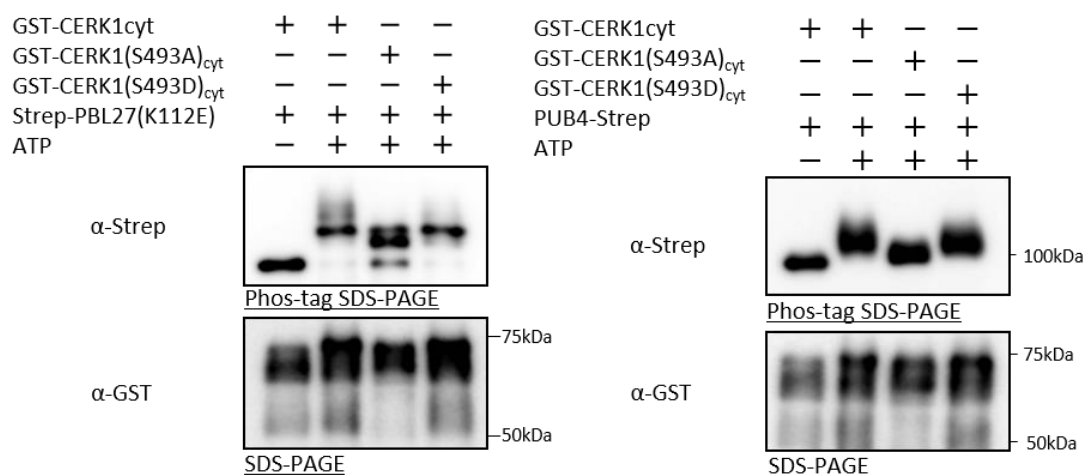 GST-CERK1cyt + + − −
GST-CERK1(S493A)cyt − − + −
GST-CERK1(S493D)cyt − − − +
Strep-PBL27(K112E) + + + +
ATP − + + +
α-Strep
Phos-tag SDS-PAGE
75kDa
α-GST
50kDa
SDS-PAGE
GST-CERK1cyt + + − −
GST-CERK1(S493A)cyt − − + −
GST-CERK1(S493D)cyt − − − +
PUB4-Strep + + + +
ATP − + + +
α-Strep
100kDa
Phos-tag SDS-PAGE
75kDa
α-GST
50kDa
SDS-PAGE